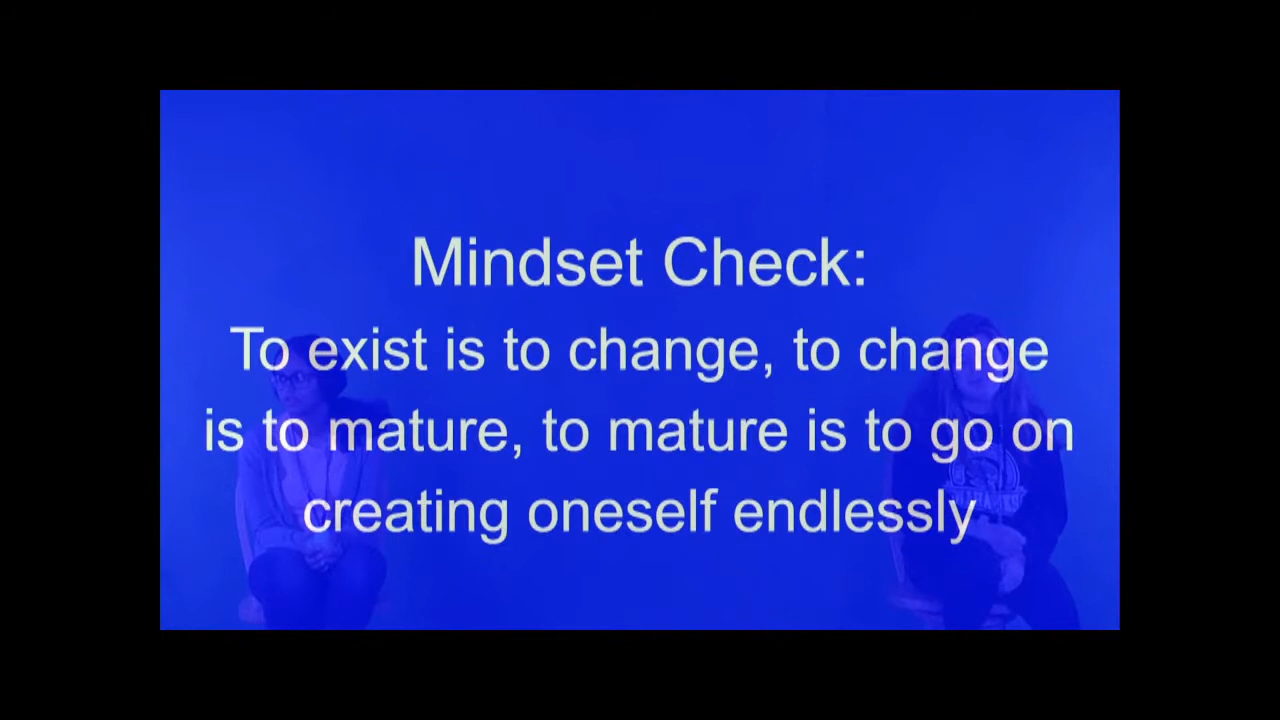 Mindset Check:
To exist is to change, to change
is to mature, to mature is to go on
creating oneself endlessly